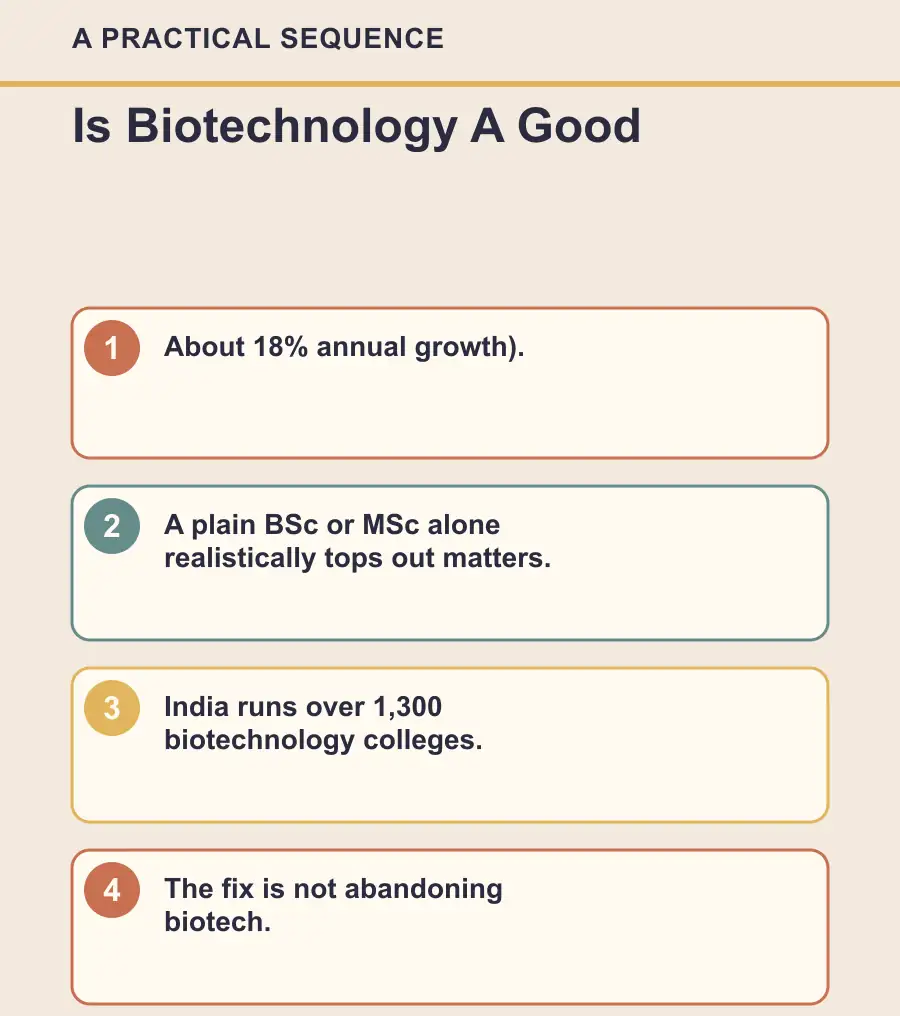 A PRACTICAL SEQUENCE
Is Biotechnology A Good
1
About 18% annual growth).
2
A plain BSc or MSc alone
realistically tops out matters.
3
India runs over 1,300
biotechnology colleges.
4
The fix is not abandoning
biotech.